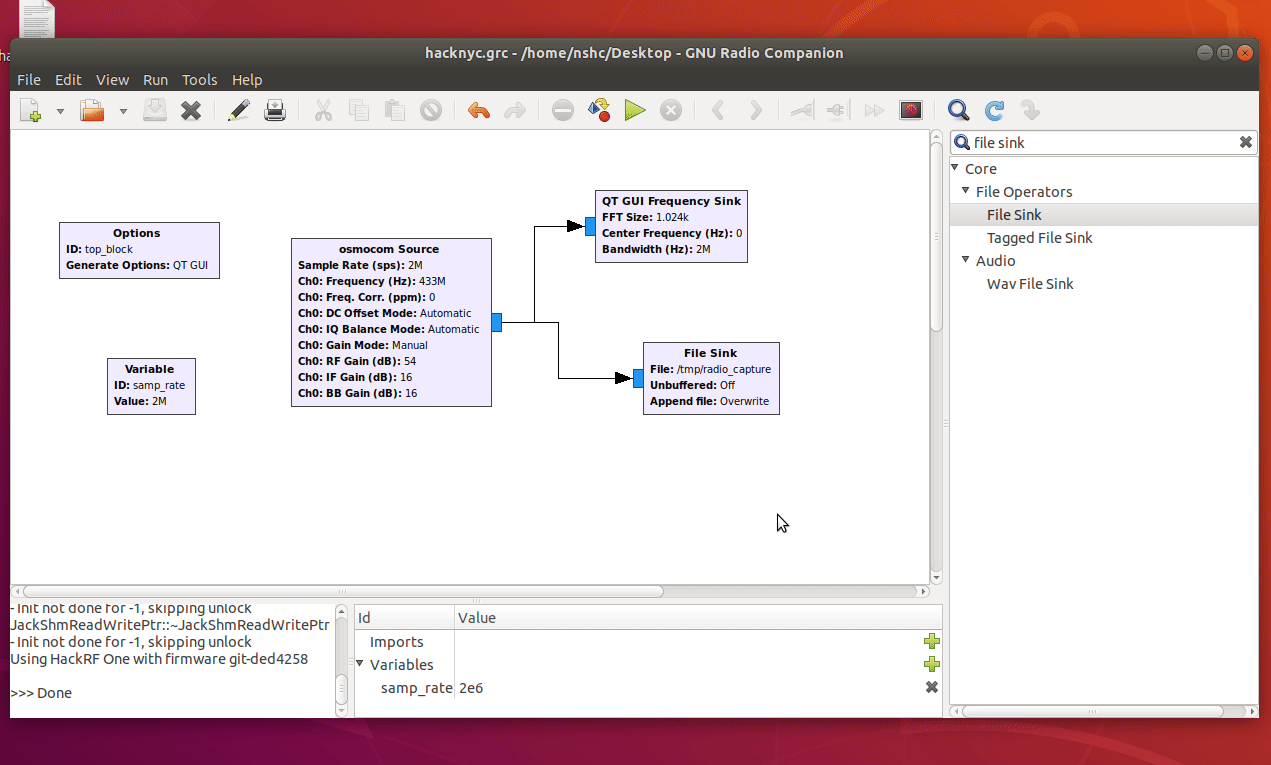 ha
hacknyc.grc - /home/nshc/Desktop - GNU Radio Companion
File Edit View Run Tools Help
file sink
Core
File Operators
File Sink
Tagged File Sink
Audio
Wav File Sink
Options
ID: top_block
Generate Options: QT GUI
Variable
ID: samp_rate
Value: 2M
osmocom Source
Sample Rate (sps): 2M
Ch0: Frequency (Hz): 433M
Ch0: Freq. Corr. (ppm): 0
Ch0: DC Offset Mode: Automatic
Ch0: IQ Balance Mode: Automatic
Ch0: Gain Mode: Manual
Ch0: RF Gain (dB): 54
Ch0: IF Gain (dB): 16
Ch0: BB Gain (dB): 16
QT GUI Frequency Sink
FFT Size: 1.024k
Center Frequency (Hz): 0
Bandwidth (Hz): 2M
File Sink
File: /tmp/radio_capture
Unbuffered: Off
Append file: Overwrite
- Init not done for -1, skipping unlock
JackShmReadWritePtr::~JackShmReadWritePtr
- Init not done for -1, skipping unlock
Using HackRF One with firmware git-ded4258
>>> Done
Id Value
Imports
Variables
samp_rate 2e6